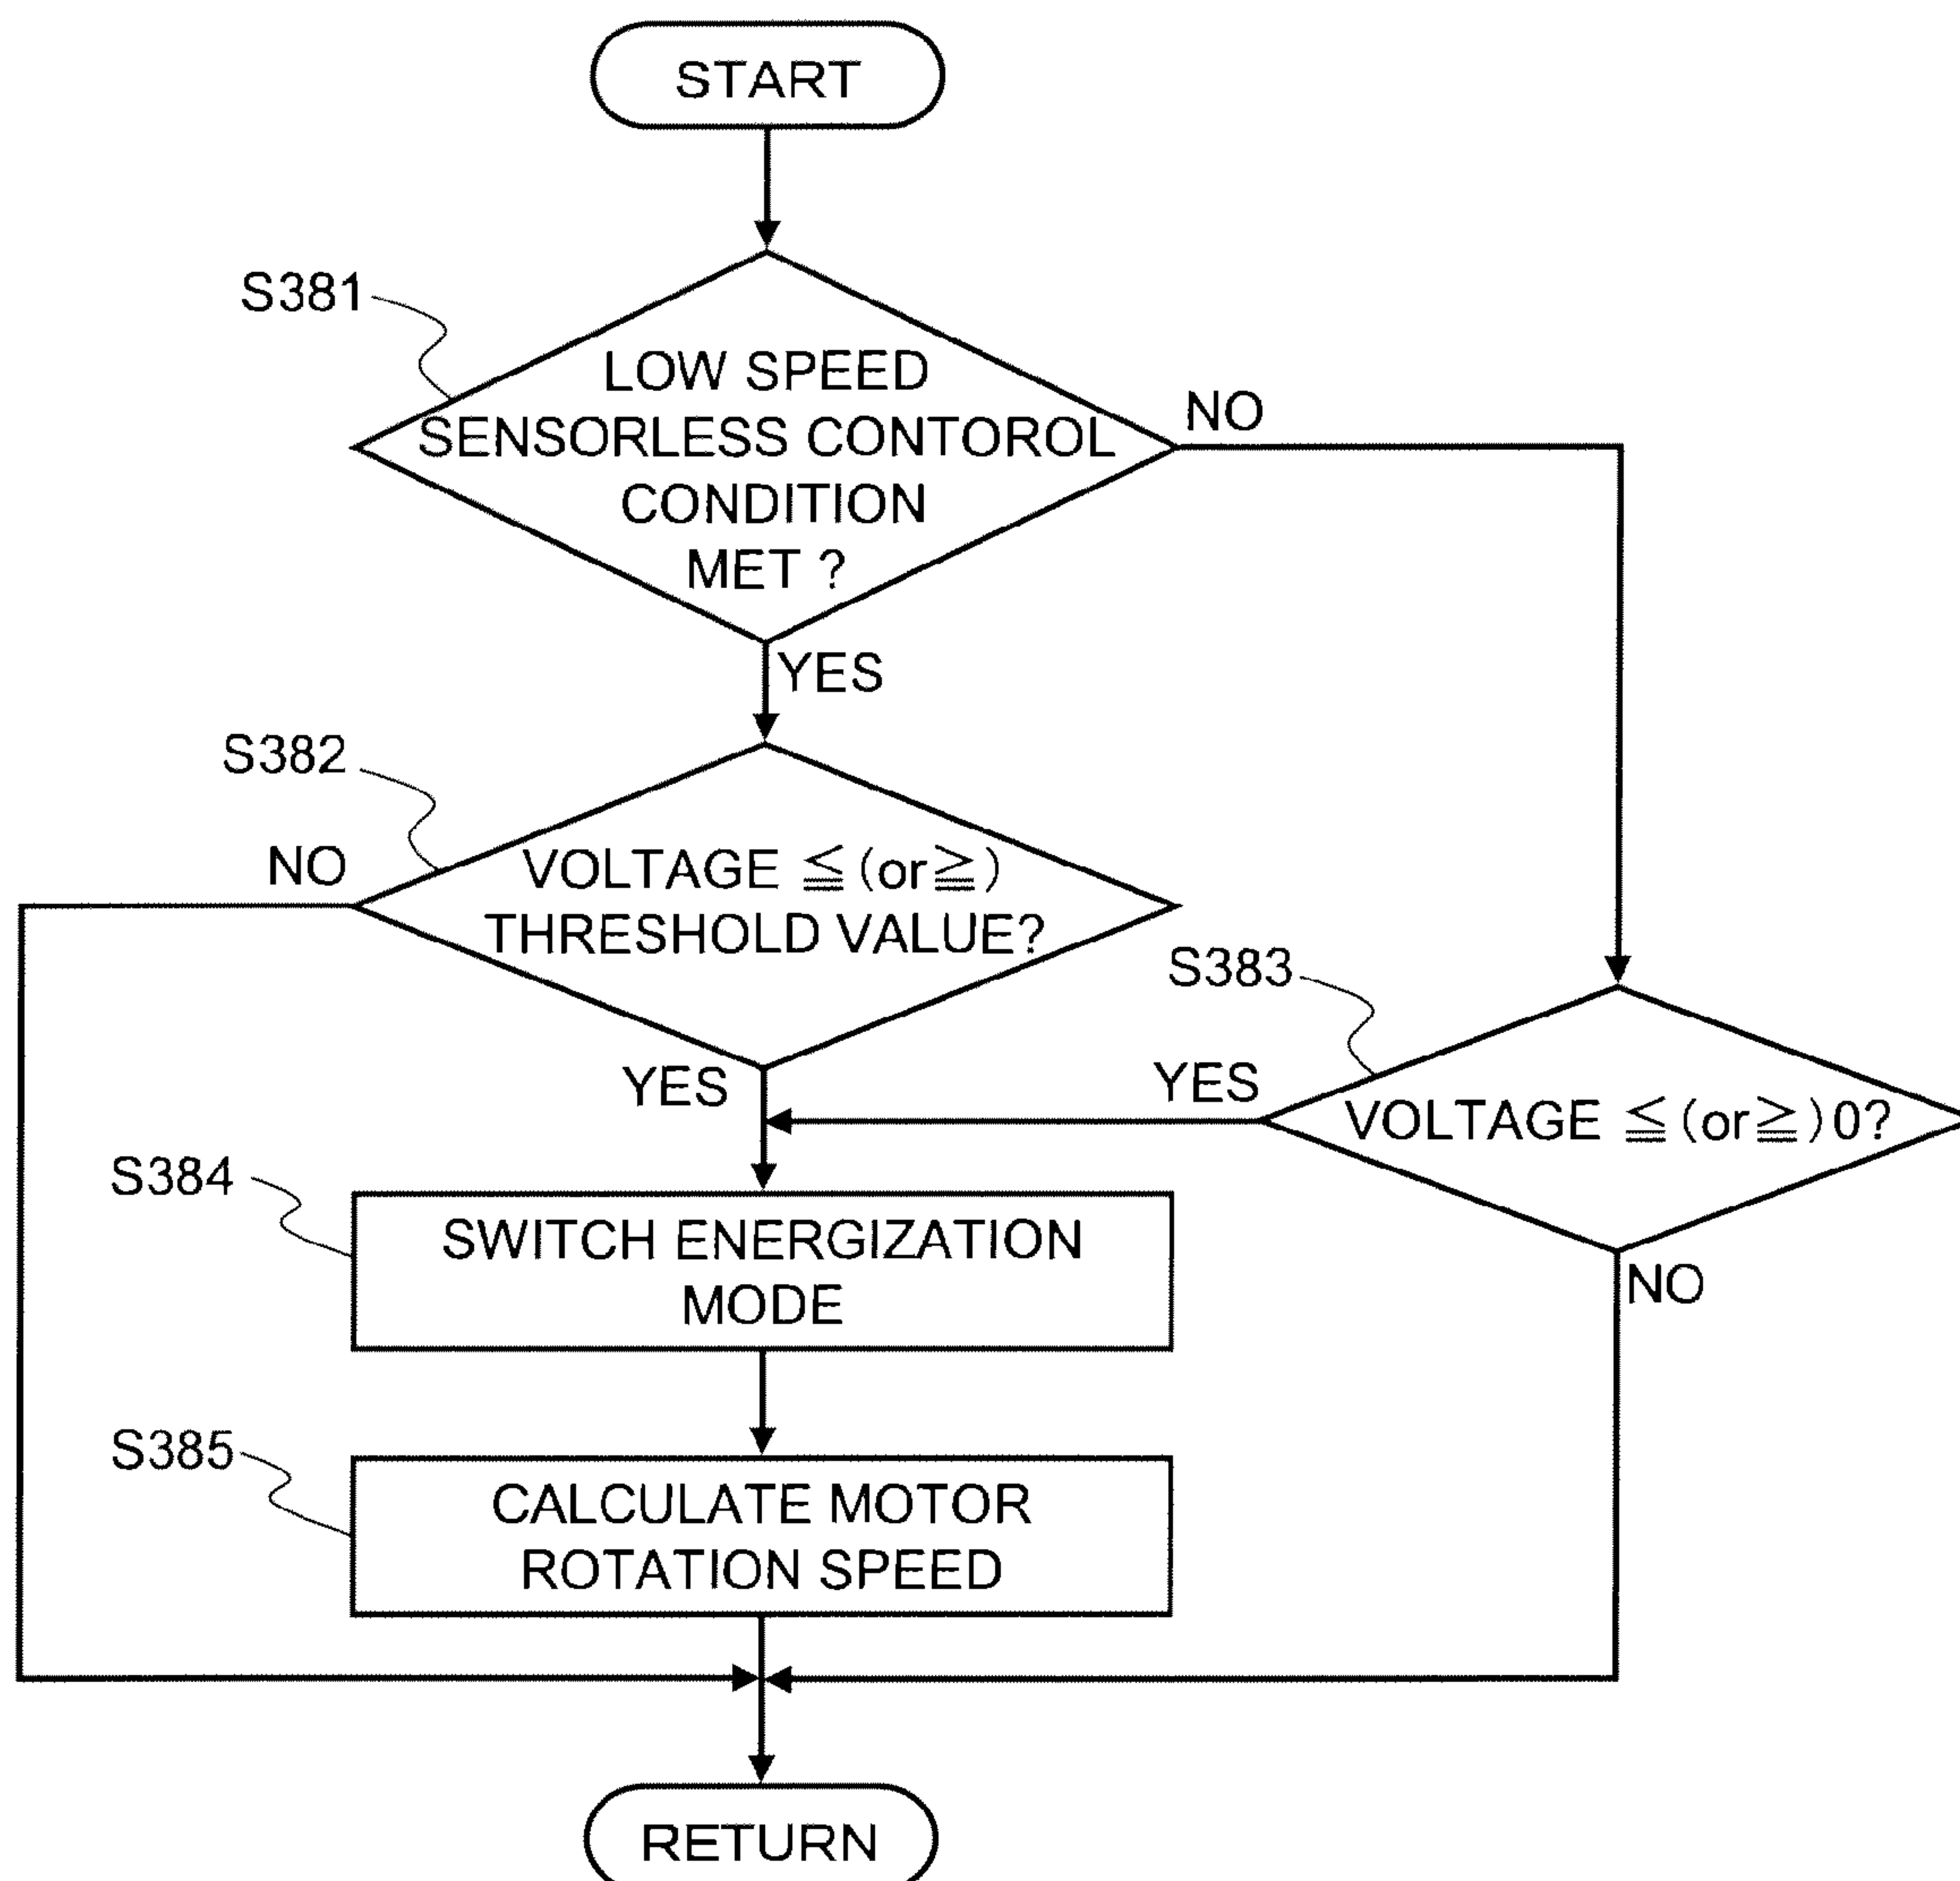 START
S381
LOW SPEED
SENSORLESS CONTOROL
CONDITION
MET ?
NO
YES
S382
NO
VOLTAGE ≦(or≧)
THRESHOLD VALUE?
YES
S383
YES
VOLTAGE ≦(or≧)0?
NO
S384
SWITCH ENERGIZATION
MODE
S385
CALCULATE MOTOR
ROTATION SPEED
RETURN